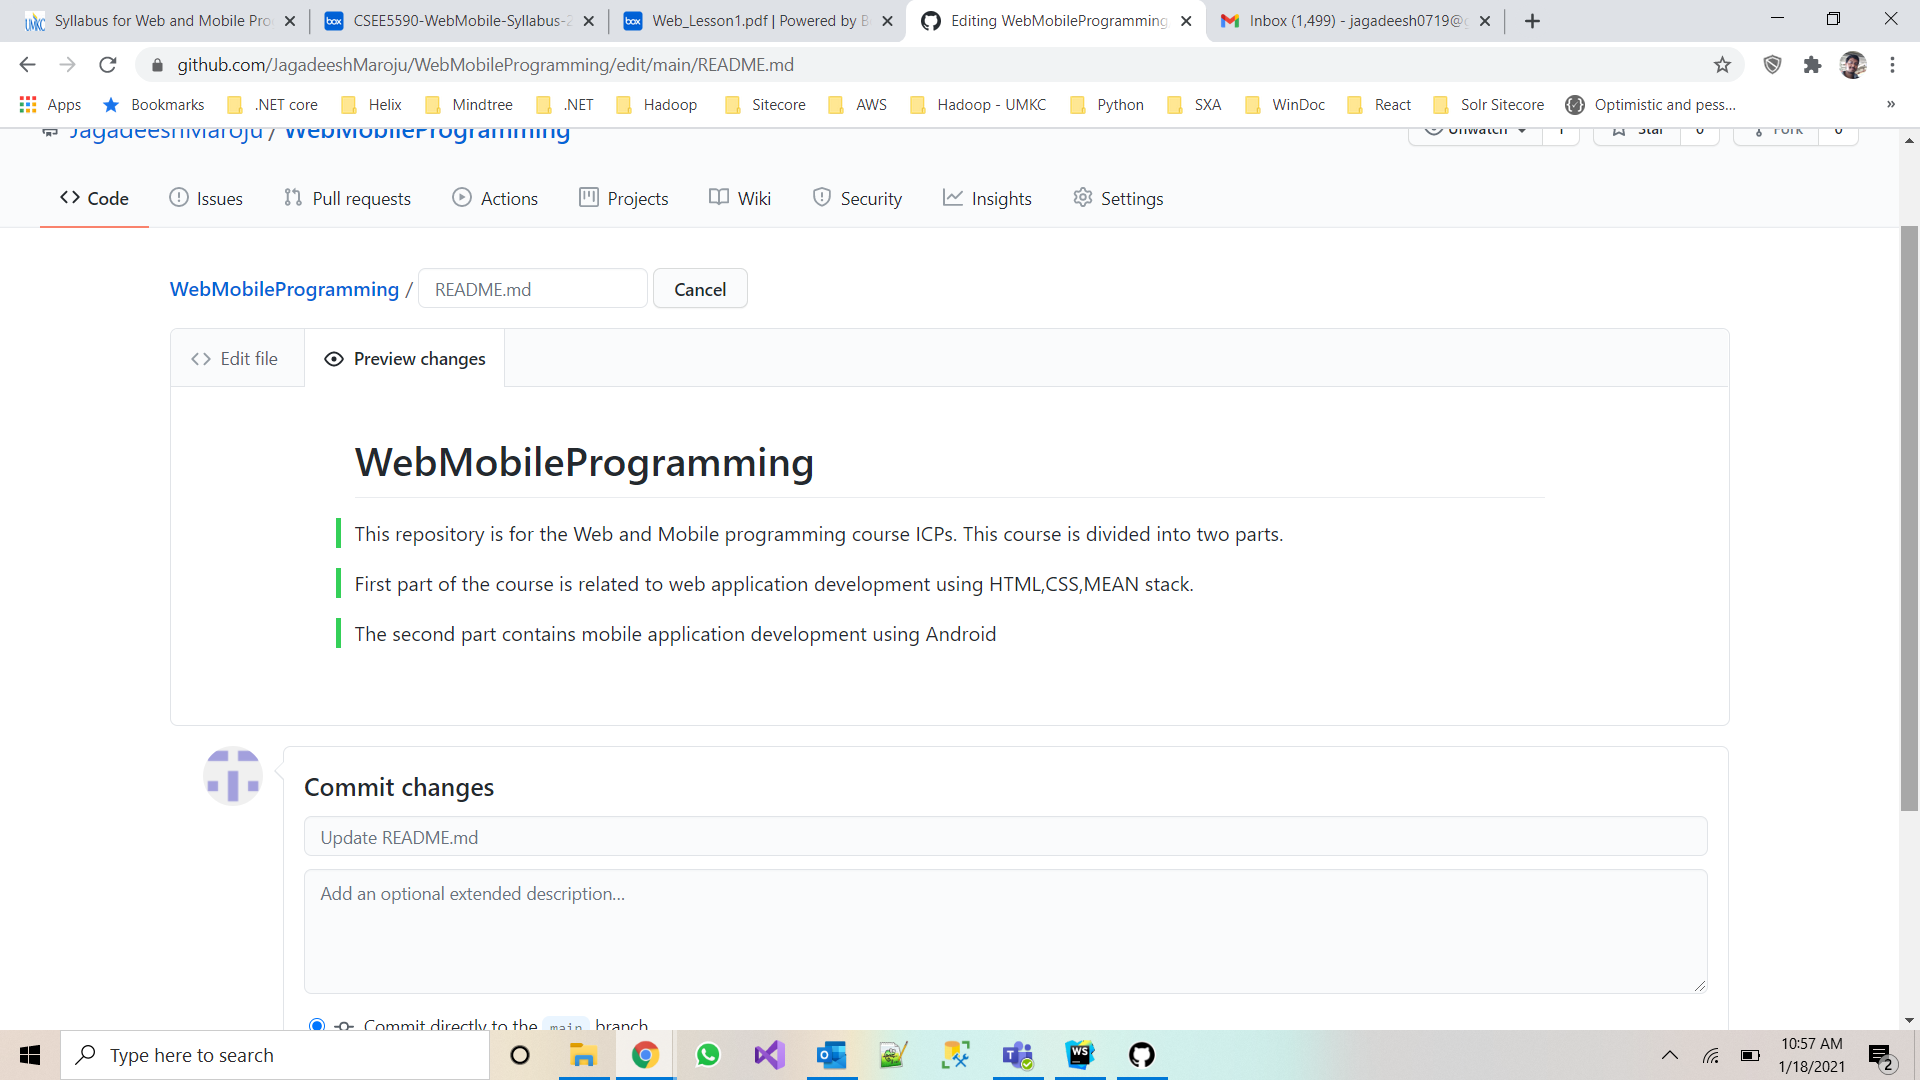 Syllabus for Web and Mobile Pro
CSEE5590-WebMobile-Syllabus-2
Web_Lesson1.pdf | Powered by B
Editing WebMobileProgramming
Inbox (1,499) - jagadeesh0719@g
github.com/JagadeeshMaroju/WebMobileProgramming/edit/main/README.md
Apps Bookmarks .NET core Helix Mindtree .NET Hadoop Sitecore AWS Hadoop - UMKC Python SXA WinDoc React Solr Sitecore Optimistic and pess... »
JagadeeshMaroju / WebMobileProgramming
Unwatch 1 Star 0 Fork 0
Code Issues Pull requests Actions Projects Wiki Security Insights Settings
WebMobileProgramming / README.md Cancel
Edit file Preview changes
WebMobileProgramming
This repository is for the Web and Mobile programming course ICPs. This course is divided into two parts.
First part of the course is related to web application development using HTML,CSS,MEAN stack.
The second part contains mobile application development using Android
Commit changes
Update README.md
Add an optional extended description...
Commit directly to the main branch
Type here to search
10:57 AM
1/18/2021
2